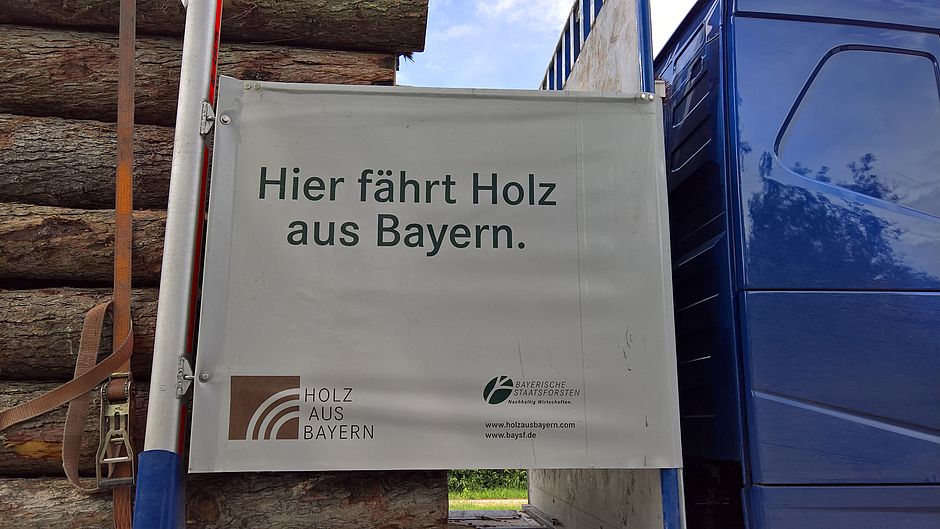 Hier fährt Holz
aus Bayern.
HOLZ
AUS
BAYERN
BAYERISCHE
STAATSFORSTEN
Nachhaltig Wirtschaften.
www.holzausbayern.com
www.baysf.de